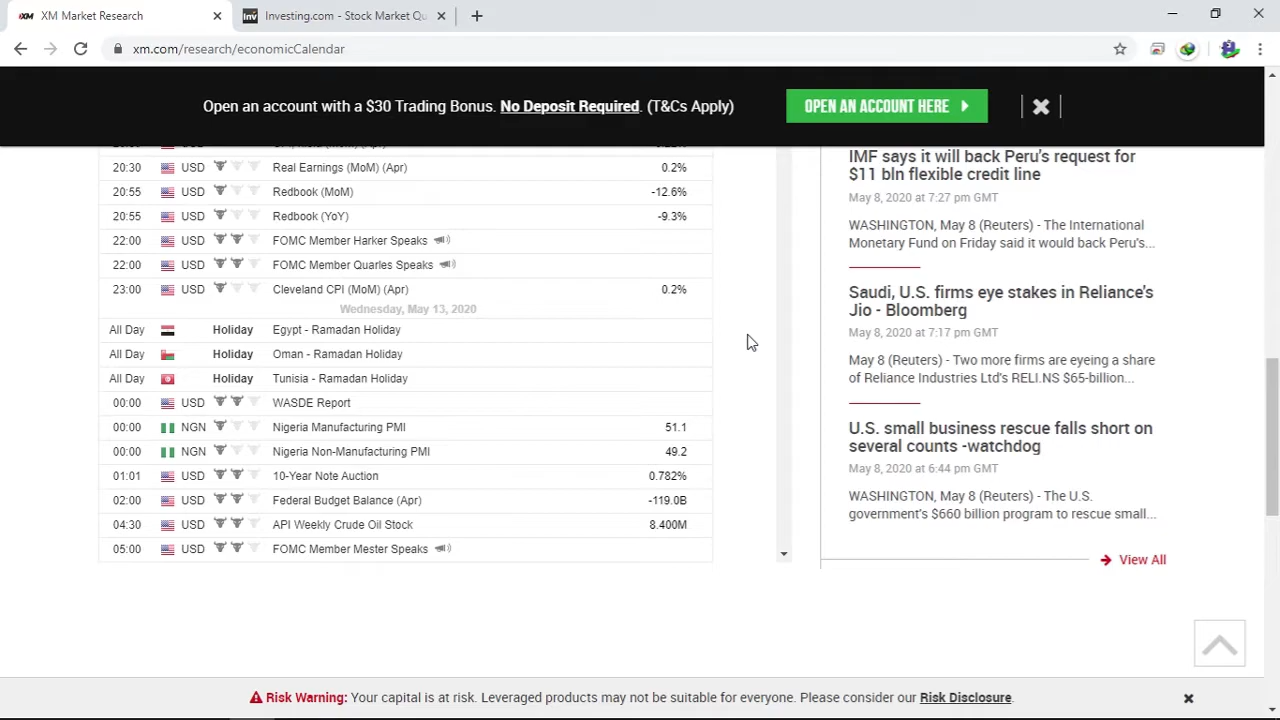 XM Market Research
Investing.com - Stock Market Qu
xm.com/research/economicCalendar
Open an account with a $30 Trading Bonus. No Deposit Required. (T&Cs Apply)
OPEN AN ACCOUNT HERE
20:30 USD Real Earnings (MoM) (Apr) 0.2%
20:55 USD Redbook (MoM) -12.6%
20:55 USD Redbook (YoY) -9.3%
22:00 USD FOMC Member Harker Speaks
22:00 USD FOMC Member Quarles Speaks
23:00 USD Cleveland CPI (MoM) (Apr) 0.2%
Wednesday, May 13, 2020
All Day Holiday Egypt - Ramadan Holiday
All Day Holiday Oman - Ramadan Holiday
All Day Holiday Tunisia - Ramadan Holiday
00:00 USD WASDE Report
00:00 NGN Nigeria Manufacturing PMI 51.1
00:00 NGN Nigeria Non-Manufacturing PMI 49.2
01:01 USD 10-Year Note Auction 0.782%
02:00 USD Federal Budget Balance (Apr) -119.0B
04:30 USD API Weekly Crude Oil Stock 8.400M
05:00 USD FOMC Member Mester Speaks
IMF says it will back Peru's request for
$11 bln flexible credit line
May 8, 2020 at 7:27 pm GMT
WASHINGTON, May 8 (Reuters) - The International
Monetary Fund on Friday said it would back Peru's...
Saudi, U.S. firms eye stakes in Reliance's
Jio - Bloomberg
May 8, 2020 at 7:17 pm GMT
May 8 (Reuters) - Two more firms are eyeing a share
of Reliance Industries Ltd's RELI.NS $65-billion...
U.S. small business rescue falls short on
several counts -watchdog
May 8, 2020 at 6:44 pm GMT
WASHINGTON, May 8 (Reuters) - The U.S.
government's $660 billion program to rescue small...
View All
Risk Warning: Your capital is at risk. Leveraged products may not be suitable for everyone. Please consider our Risk Disclosure.